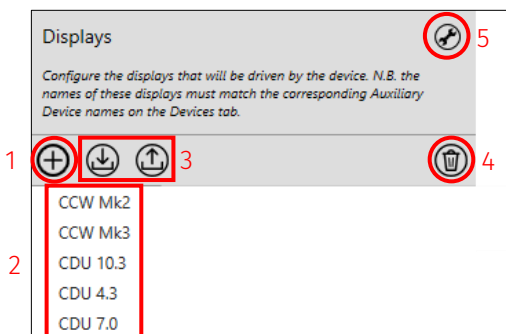 Displays
5
Configure the displays that will be driven by the device. N.B. the
names of these displays must match the corresponding Auxiliary
Device names on the Devices tab.
1
3
4
CCW Mk2
CCW Mk3
2
CDU 10.3
CDU 4.3
CDU 7.0